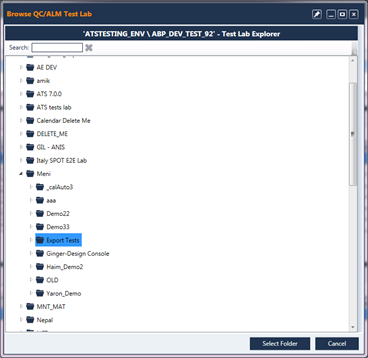 Browse QC/ALM Test Lab
'ATSTESTING_ENV \ ABP_DEV_TEST_92' - Test Lab Explorer
Search:
AE DEV
amik
ATS 7.0.0
ATS tests lab
Calendar Delete Me
DELETE_ME
GIL - ANIS
Italy SPOT E2E Lab
Meni
_calAuto3
aaa
Demo22
Demo33
Export Tests
Ginger-Design Console
Haim_Demo2
OLD
Yaron_Demo
MNT_MAT
Nepal
Select Folder
Cancel